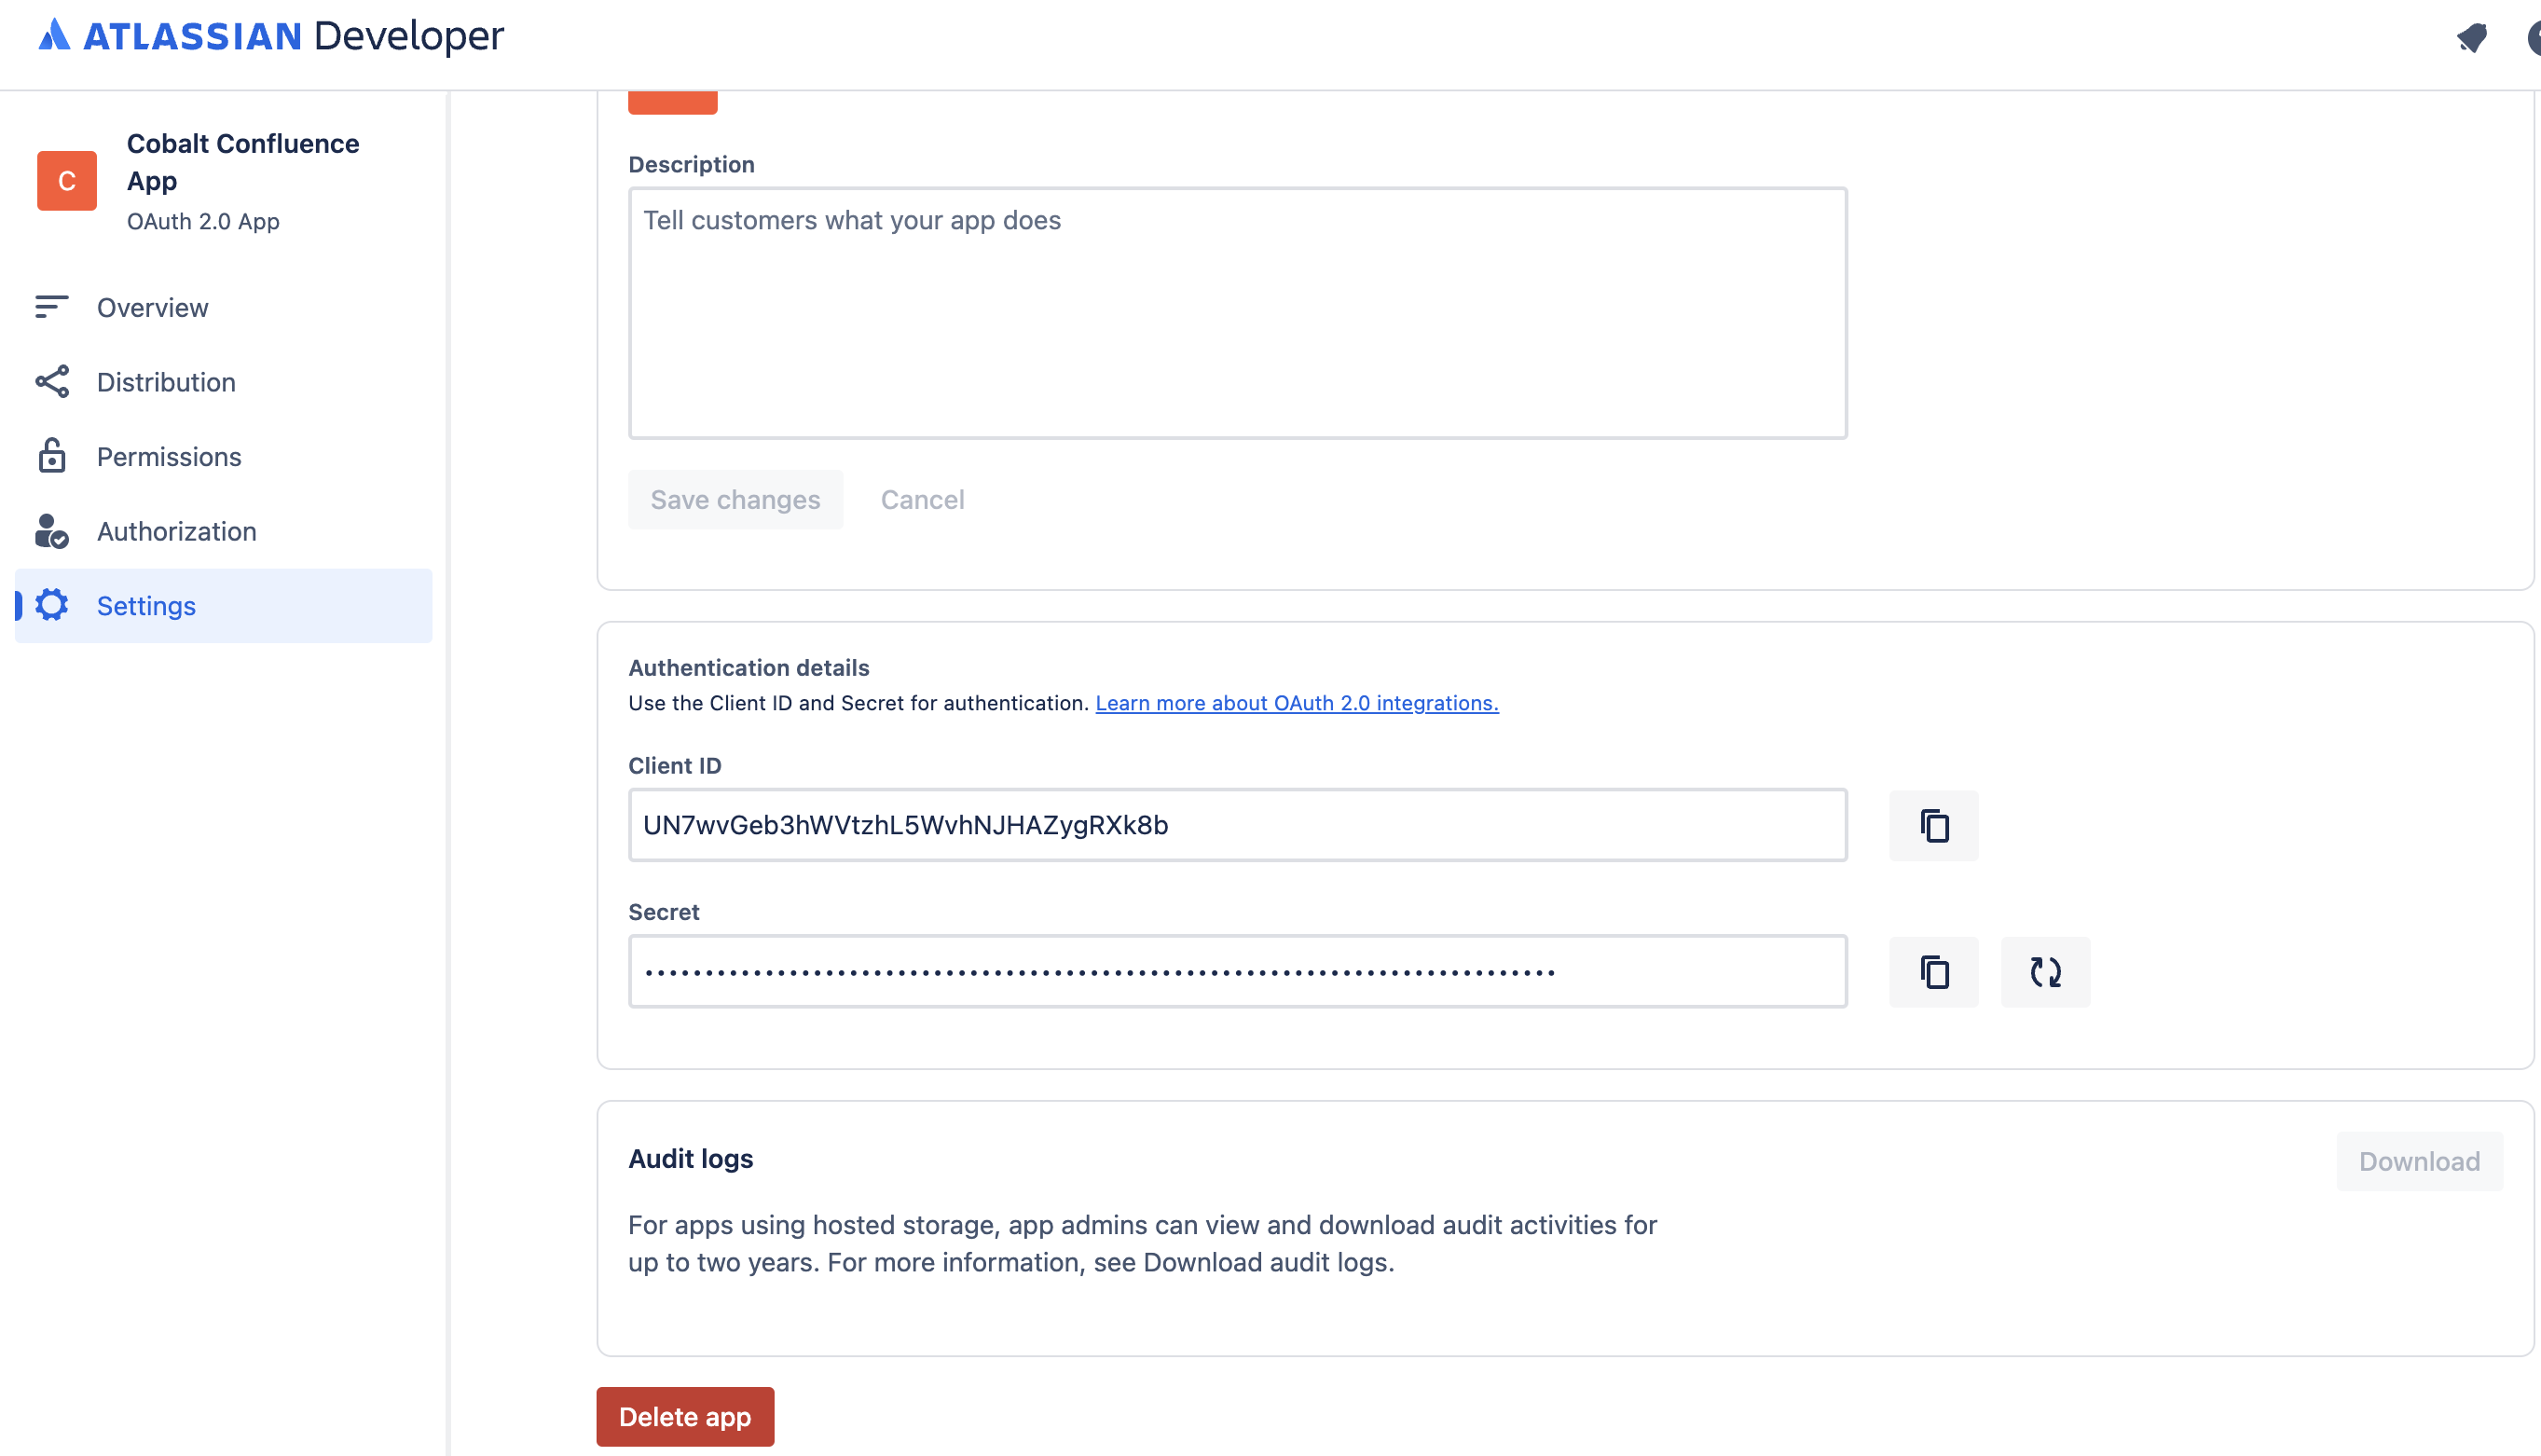 ATLASSIAN Developer
C
Cobalt Confluence
App
OAuth 2.0 App
Overview
Distribution
Permissions
Authorization
Settings
Description
Tell customers what your app does
Save changes
Cancel
Authentication details
Use the Client ID and Secret for authentication. Learn more about OAuth 2.0 integrations.
Client ID
UN7wvGeb3hWVtzhL5WvhNJHAZygRXk8b
Secret
Audit logs
Download
For apps using hosted storage, app admins can view and download audit activities for
up to two years. For more information, see Download audit logs.
Delete app